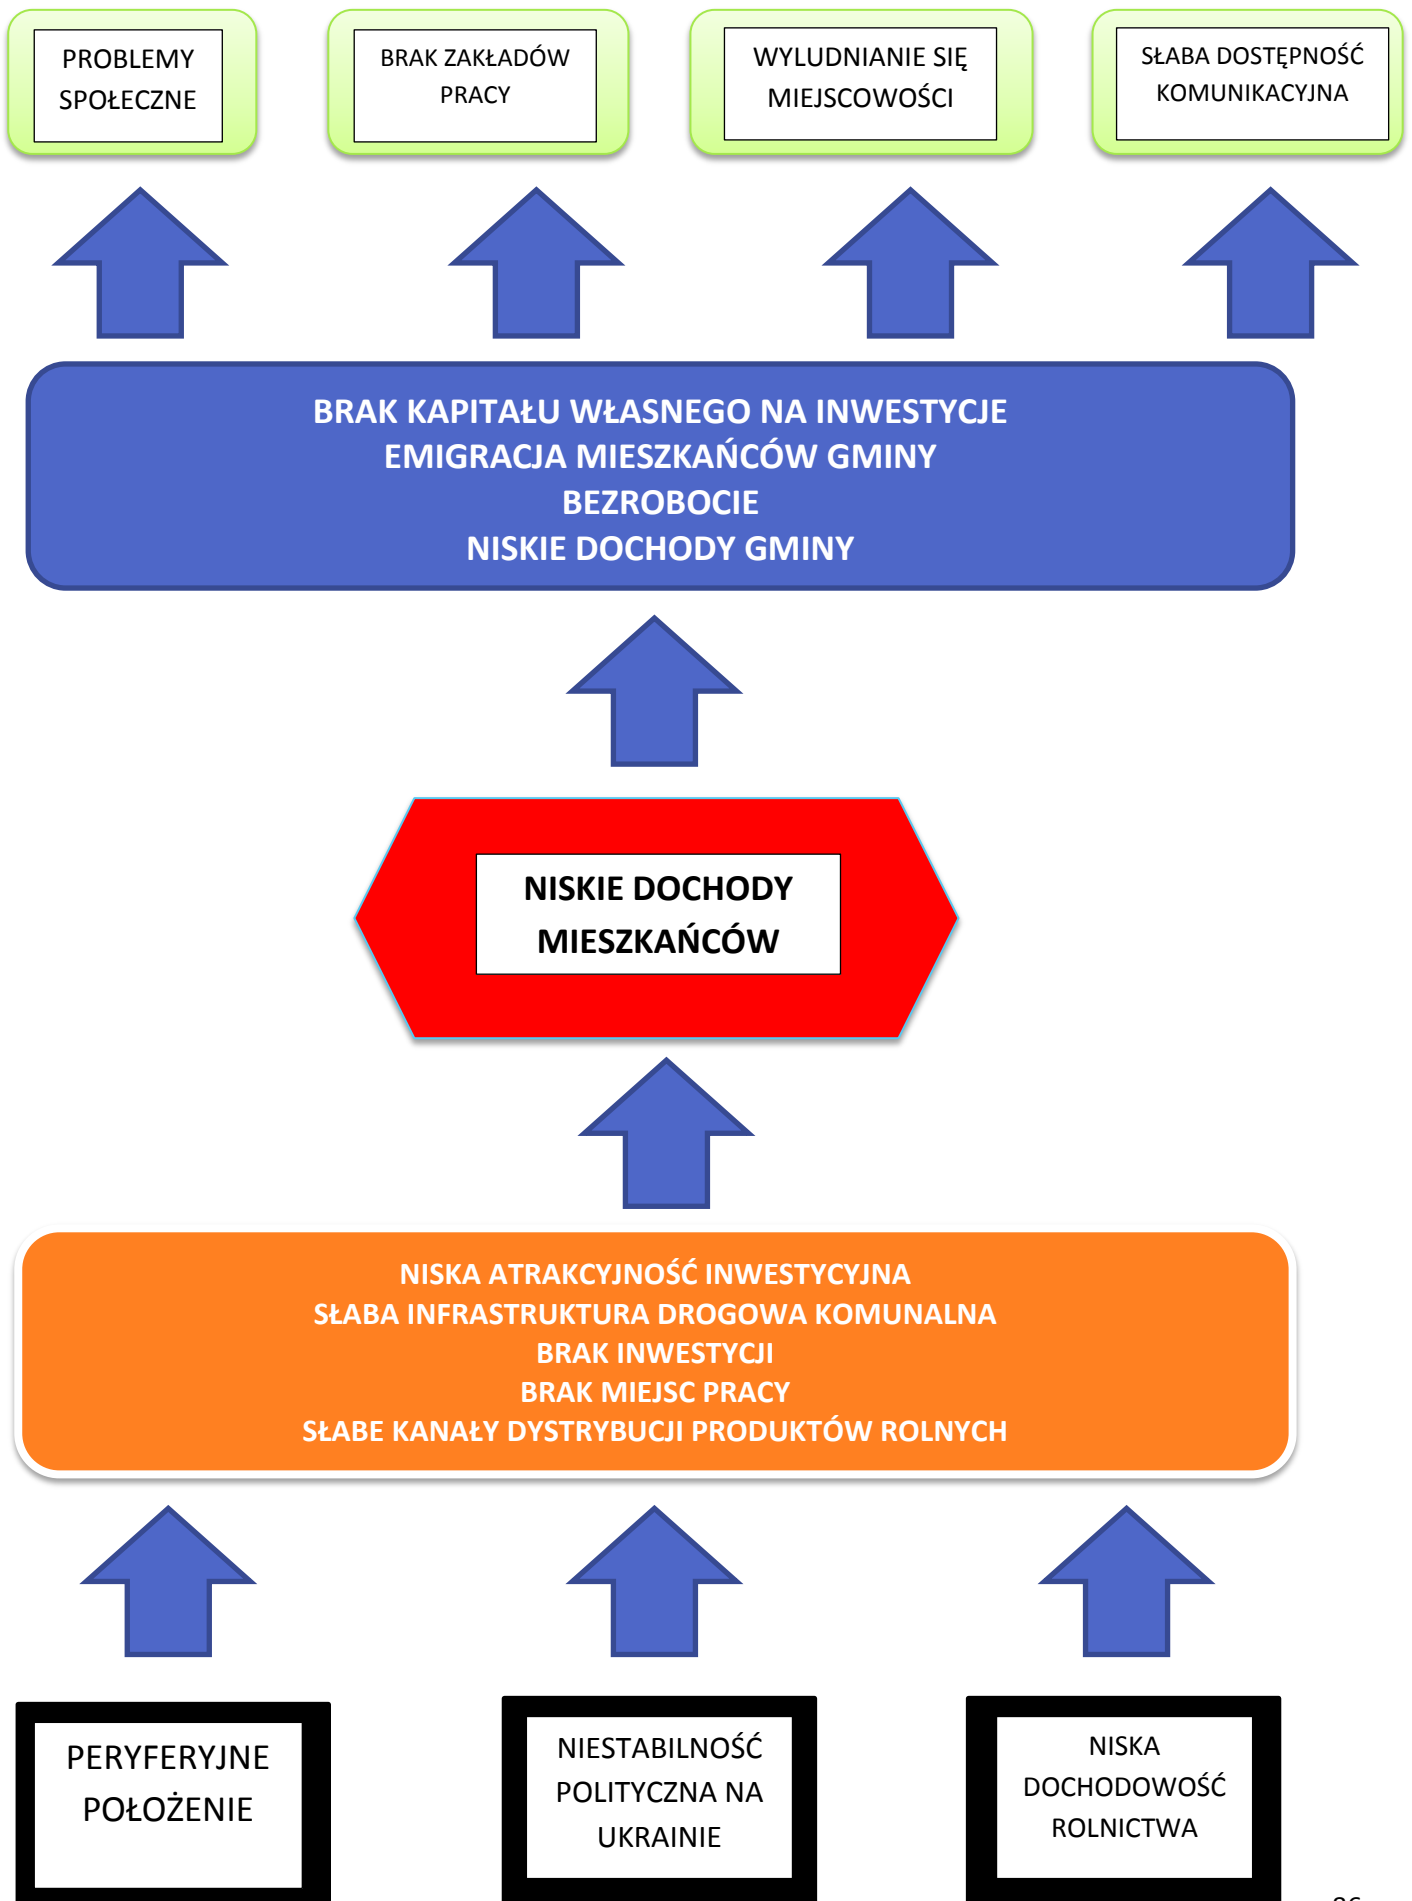 PROBLEMY
SPOŁECZNE
BRAK ZAKŁADÓW
PRACY
WYLUDNIANIE SIĘ
MIEJSCOWOŚCI
SŁABA DOSTĘPNOŚĆ
KOMUNIKACYJNA
BRAK KAPITAŁU WŁASNEGO NA INWESTYCJE
EMIGRACJA MIESZKAŃCÓW GMINY
BEZROBOCIE
NISKIE DOCHODY GMINY
NISKIE DOCHODY
MIESZKAŃCÓW
NISKA ATRAKCYJNOŚĆ INWESTYCYJNA
SŁABA INFRASTRUKTURA DROGOWA KOMUNALNA
BRAK INWESTYCJI
BRAK MIEJSC PRACY
SŁABE KANAŁY DYSTRYBUCJI PRODUKTÓW ROLNYCH
PERYFERYJNE
POŁOŻENIE
NIESTABILNOŚĆ
POLITYCZNA NA
UKRAINIE
NISKA
DOCHODOWOŚĆ
ROLNICTWA